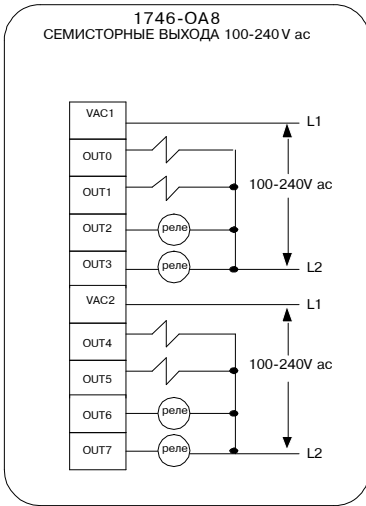 1746-OA8
СЕМИСТОРНЫЕ ВЫХОДА 100-240 V ac
VAC1
L1
OUT0
OUT1
100-240V ac
OUT2
реле
OUT3
реле
L2
VAC2
L1
OUT4
OUT5
100-240V ac
OUT6
реле
OUT7
реле
L2